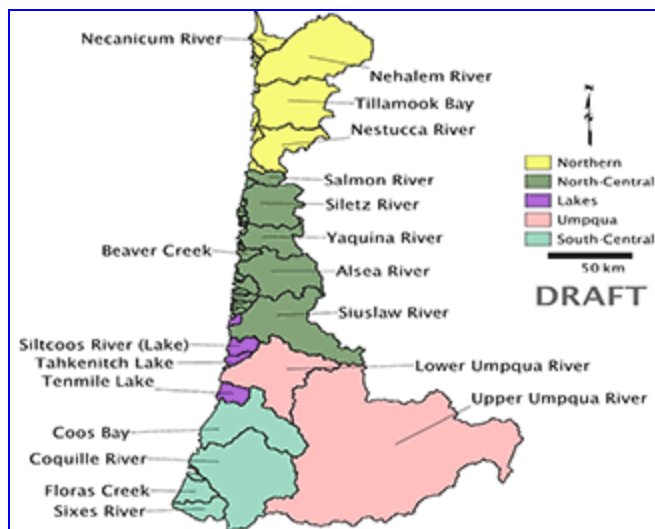 Necanicum River
Nehalem River
Tillamook Bay
Nestucca River
N
Northern
North-Central
Lakes
Umpqua
South-Central
50 km
DRAFT
Salmon River
Siletz River
Yaquina River
Beaver Creek
Alsea River
Siuslaw River
Siltcoos River (Lake)
Tahkenitch Lake
Tenmile Lake
Lower Umpqua River
Upper Umpqua River
Coos Bay
Coquille River
Floras Creek
Sixes River